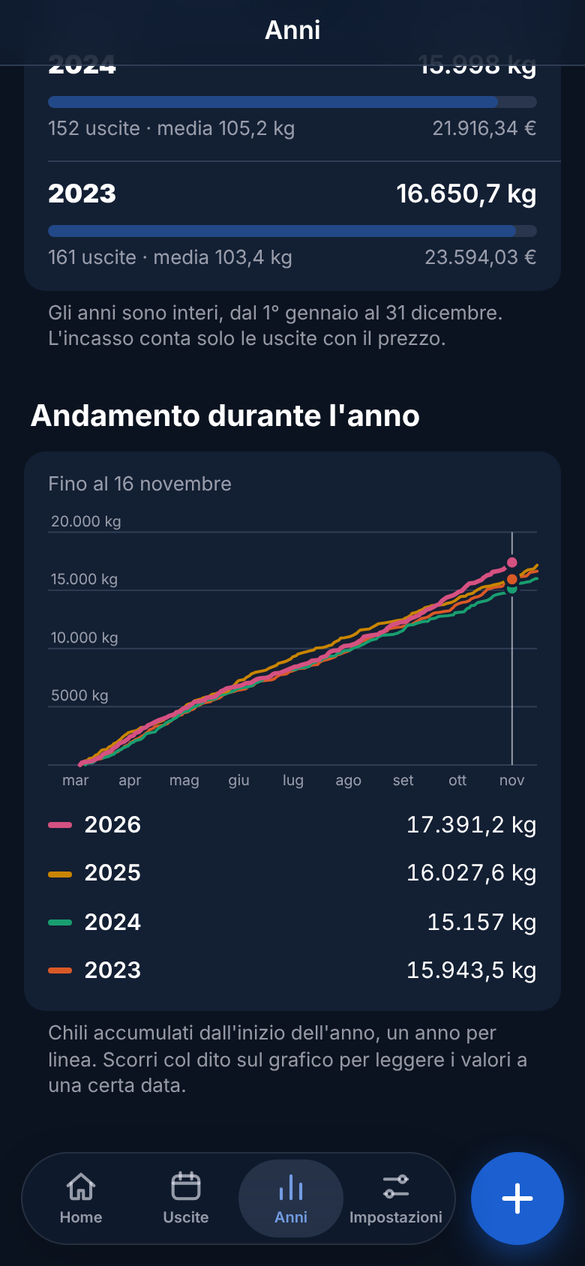 Anni
2024 15.998 kg
152 uscite · media 105,2 kg 21.916,34 €
2023 16.650,7 kg
161 uscite · media 103,4 kg 23.594,03 €
Gli anni sono interi, dal 1° gennaio al 31 dicembre.
L'incasso conta solo le uscite con il prezzo.
Andamento durante l'anno
Fino al 16 novembre
20.000 kg
15.000 kg
10.000 kg
5000 kg
mar apr mag giu lug ago set ott nov
2026 17.391,2 kg
2025 16.027,6 kg
2024 15.157 kg
2023 15.943,5 kg
Chili accumulati dall'inizio dell'anno, un anno per
linea. Scorri col dito sul grafico per leggere i valori a
una certa data.
Home Uscite Anni Impostazioni